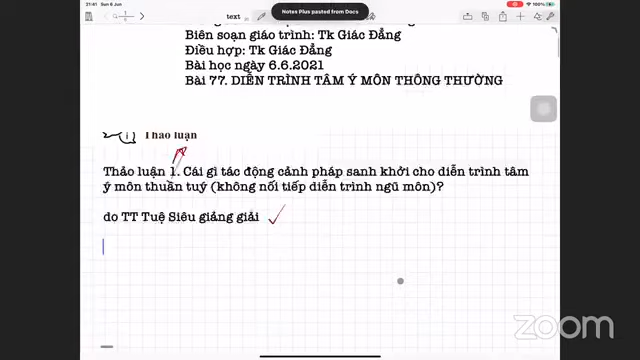 21:41 Sun 6 Jun
Notes Plus pasted from Docs
100%
text
Biên soạn giáo trình: Tk Giác Đẳng
Điều hợp: Tk Giác Đẳng
Bài học ngày 6.6.2021
Bài 77. DIỄN TRÌNH TÂM Ý MÔN THÔNG THƯỜNG
Thảo luận
Thảo luận 1. Cái gì tác động cảnh pháp sanh khởi cho diễn trình tâm
ý môn thuần tuý (không nối tiếp diễn trình ngũ môn)?
do TT Tuệ Siêu giảng giải
zoom